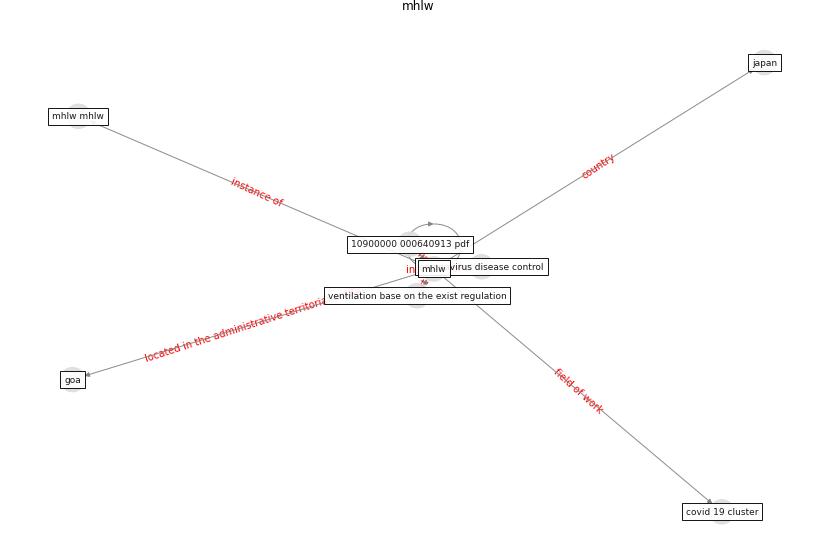 mhlw
japan
mhlw mhlw
country
instance of
10900000 000640913 pdf
mhlw
virus disease control
in
ventilation base on the exist regulation
located in the administrative territoria
goa
field of work
covid 19 cluster